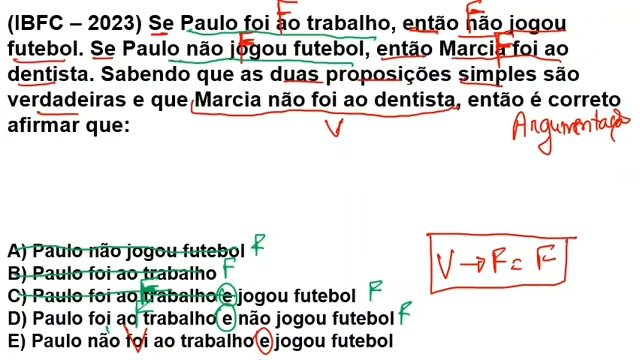 (IBFC – 2023) Se Paulo foi ao trabalho, então não jogou
F F
futebol. Se Paulo não jogou futebol, então Marcia foi ao
F F
dentista. Sabendo que as duas proposições simples são
verdadeiras e que Marcia não foi ao dentista, então é correto
V
afirmar que:
Argumentação
A) Paulo não jogou futebol F
B) Paulo foi ao trabalho F
C) Paulo foi ao trabalho e jogou futebol F
F
D) Paulo foi ao trabalho e não jogou futebol F
F
E) Paulo não foi ao trabalho e jogou futebol
V
V → F = F